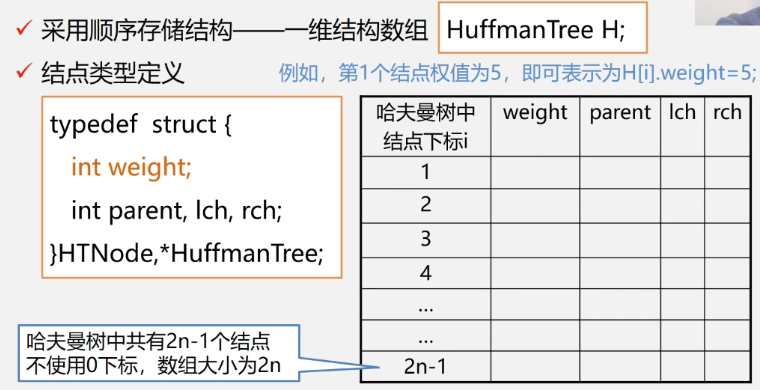 ✓ 采用顺序存储结构——一维结构数组 HuffmanTree H;
✓ 结点类型定义 例如，第1个结点权值为5，即可表示为H[i].weight=5;
typedef struct {
int weight;
int parent, lch, rch;
}HTNode,*HuffmanTree;
哈夫曼树中
结点下标i
weight parent lch rch
1
2
3
4
...
...
2n-1
哈夫曼树中共有2n-1个结点
不使用0下标，数组大小为2n